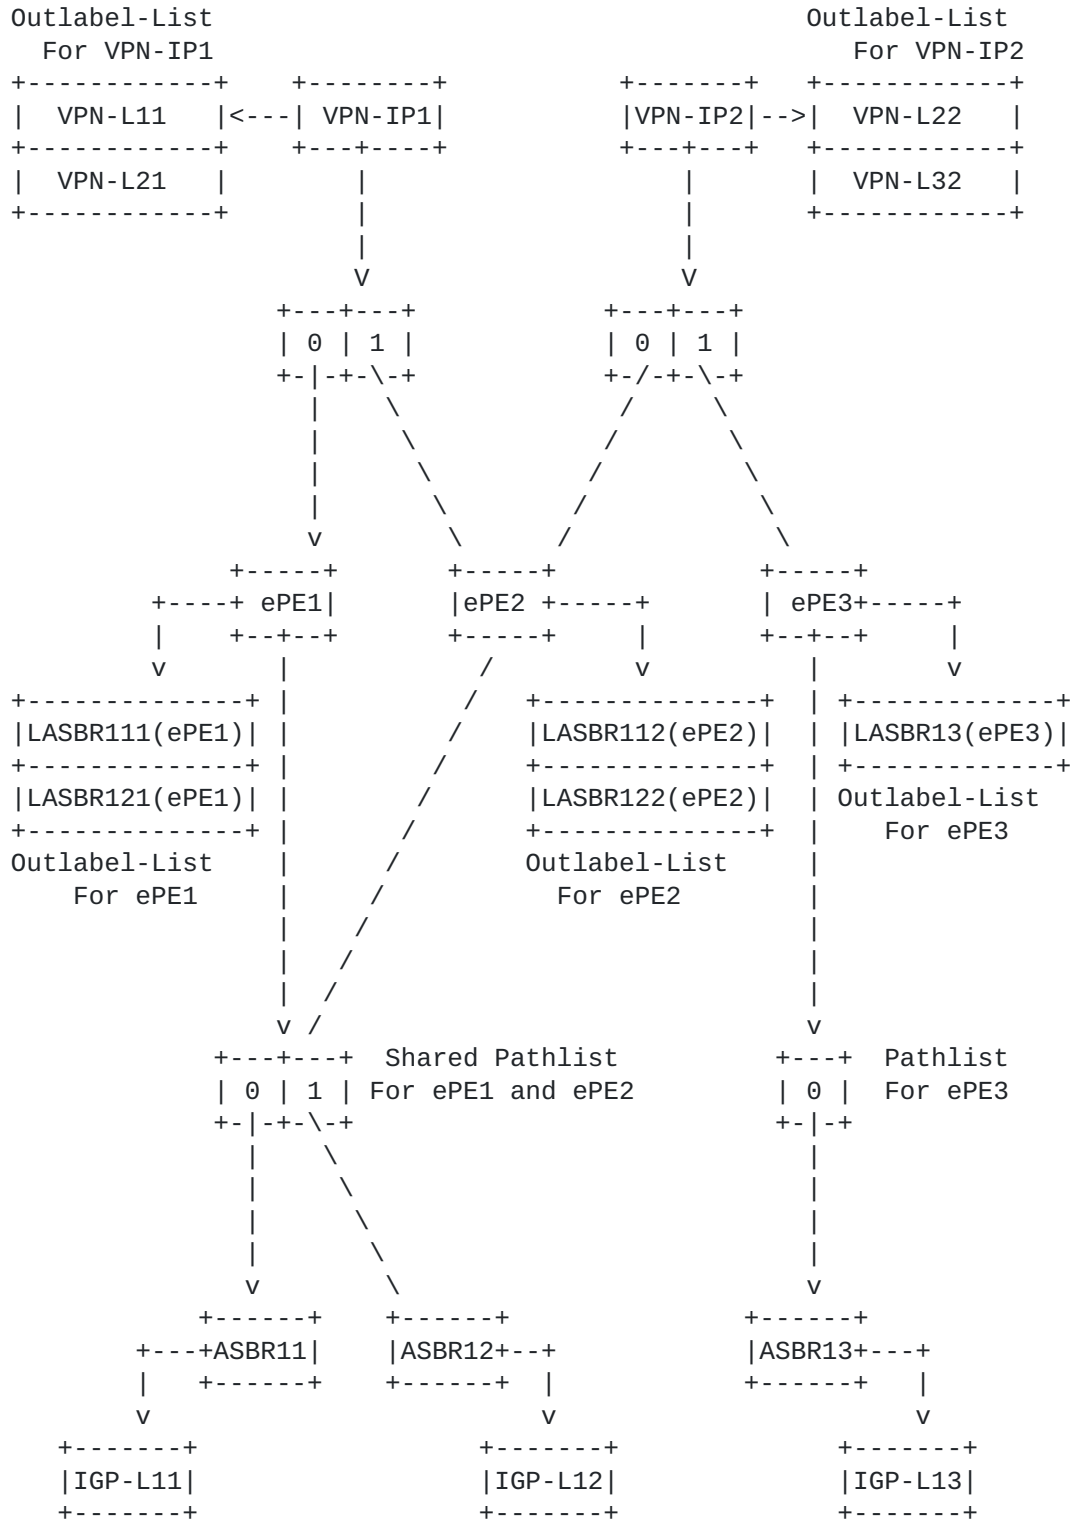 Outlabel-List Outlabel-List
For VPN-IP1 For VPN-IP2
VPN-L11 VPN-IP1 VPN-IP2 VPN-L22
VPN-L21 VPN-L32
0 1 0 1
ePE1 ePE2 ePE3
LASBR111(ePE1) LASBR112(ePE2) LASBR13(ePE3)
LASBR121(ePE1) LASBR122(ePE2) Outlabel-List
For ePE3
Outlabel-List Outlabel-List
For ePE1 For ePE2
Shared Pathlist Pathlist
0 1 For ePE1 and ePE2 0 For ePE3
ASBR11 ASBR12 ASBR13
IGP-L11 IGP-L12 IGP-L13